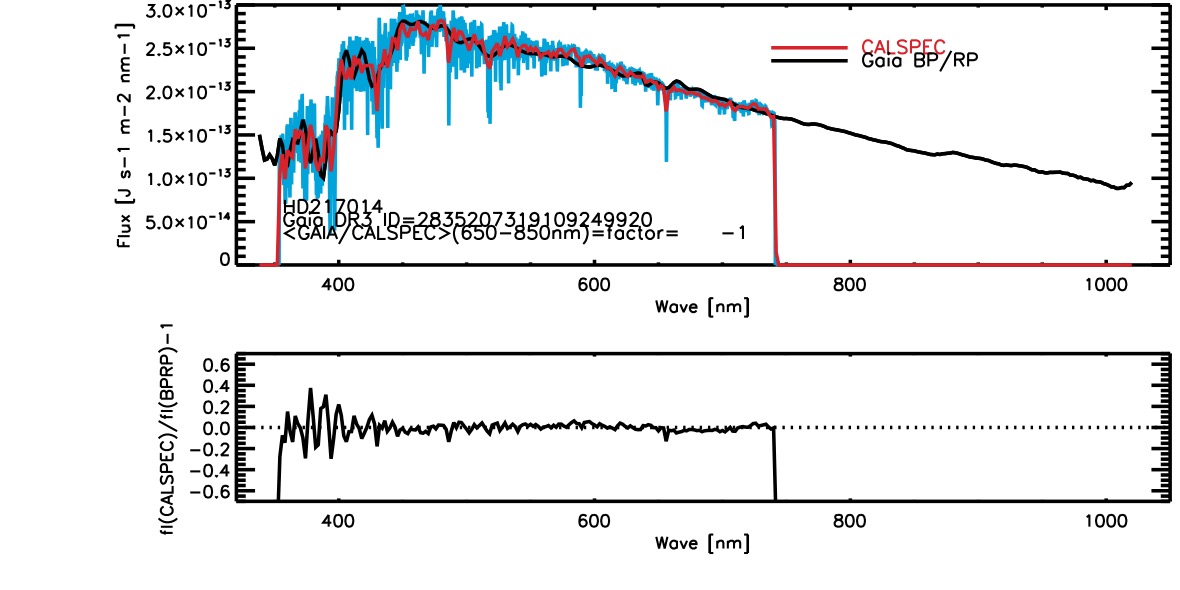 3.0×10−13
2.5×10−13
2.0×10−13
1.5×10−13
1.0×10−13
5.0×10−14
0
Flux [J s−1 m−2 nm−1]
CALSPEC
Gaia BP/RP
HD217014
Gaia DR3 ID=2835207319109249920
<GAIA/CALSPEC>(650−850nm)=factor= −1
400 600 800 1000
Wave [nm]
0.6
0.4
0.2
0.0
−0.2
−0.4
−0.6
fl(CALSPEC)/fl(BPRP)−1
400 600 800 1000
Wave [nm]